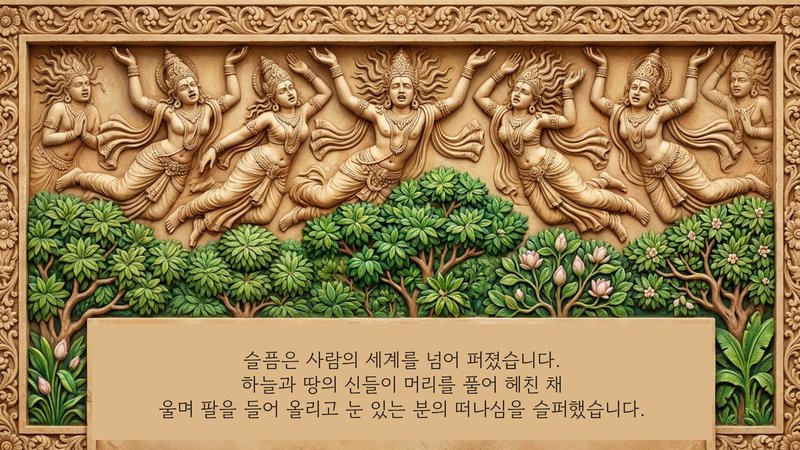 슬픔은 사람의 세계를 넘어 퍼졌습니다.
하늘과 땅의 신들이 머리를 풀어 헤친 채
울며 팔을 들어 올리고 눈 있는 분의 떠나심을 슬퍼했습니다.